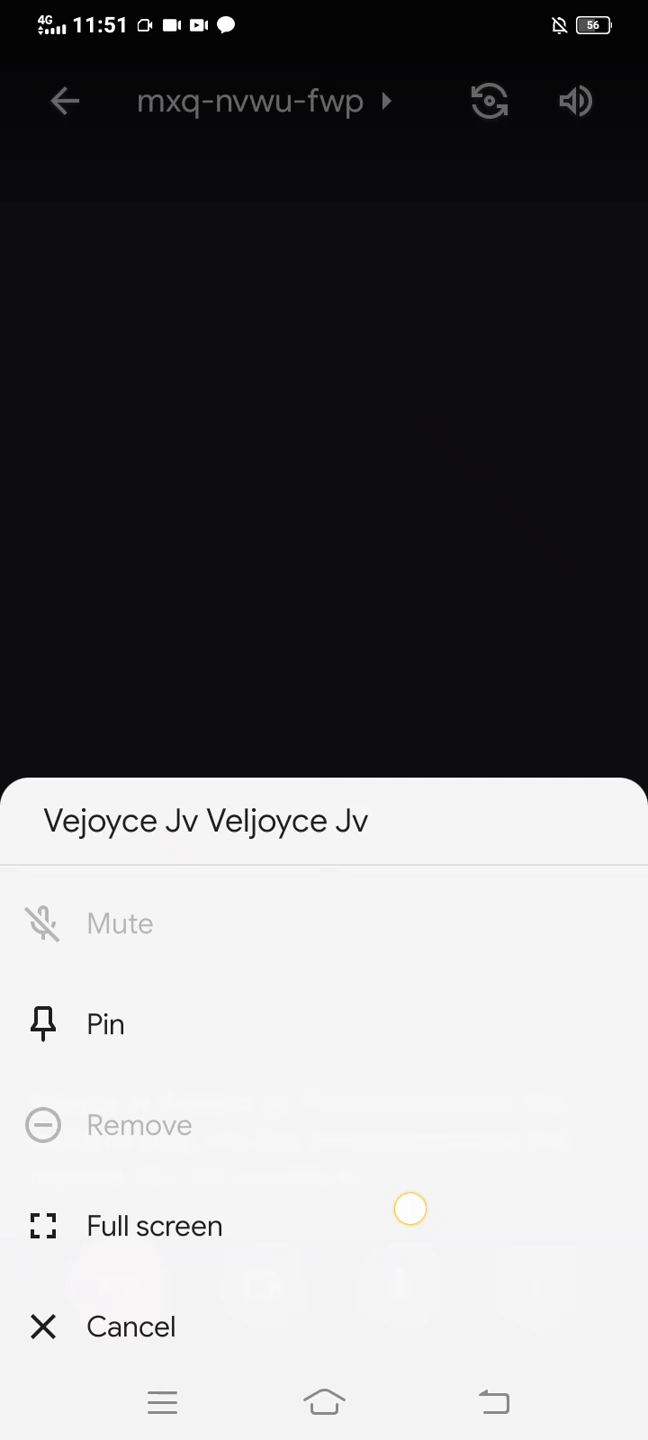 4G 11:51 56
mxq-nvwu-fwp
Vejoyce Jv Veljoyce Jv
Mute
Pin
Remove
Full screen
Cancel